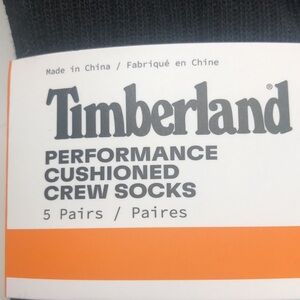 Made in China / Fabriqué en Chine
Timberland
PERFORMANCE
CUSHIONED
CREW SOCKS
5 Pairs / Paires